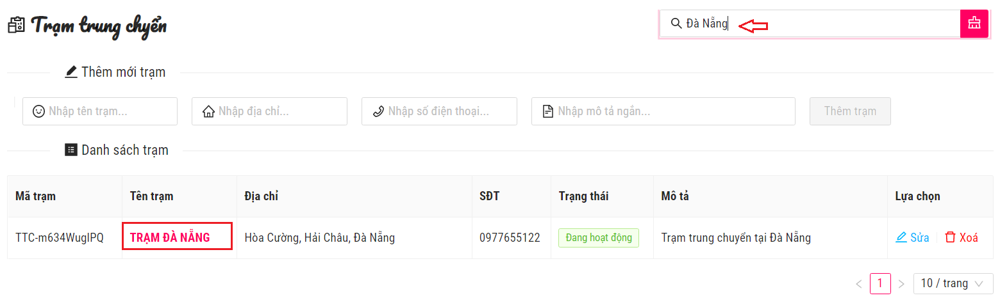 Trạm trung chuyển
Đà Nẵng
Thêm mới trạm
Nhập tên trạm... Nhập địa chỉ... Nhập số điện thoại... Nhập mô tả ngắn... Thêm trạm
Danh sách trạm
Mã trạm Tên trạm Địa chỉ SĐT Trạng thái Mô tả Lựa chọn
TTC-m634WugIPQ TRẠM ĐÀ NẴNG Hòa Cường, Hải Châu, Đà Nẵng 0977655122 Đang hoạt động Trạm trung chuyển tại Đà Nẵng Sửa Xoá
1 10 / trang